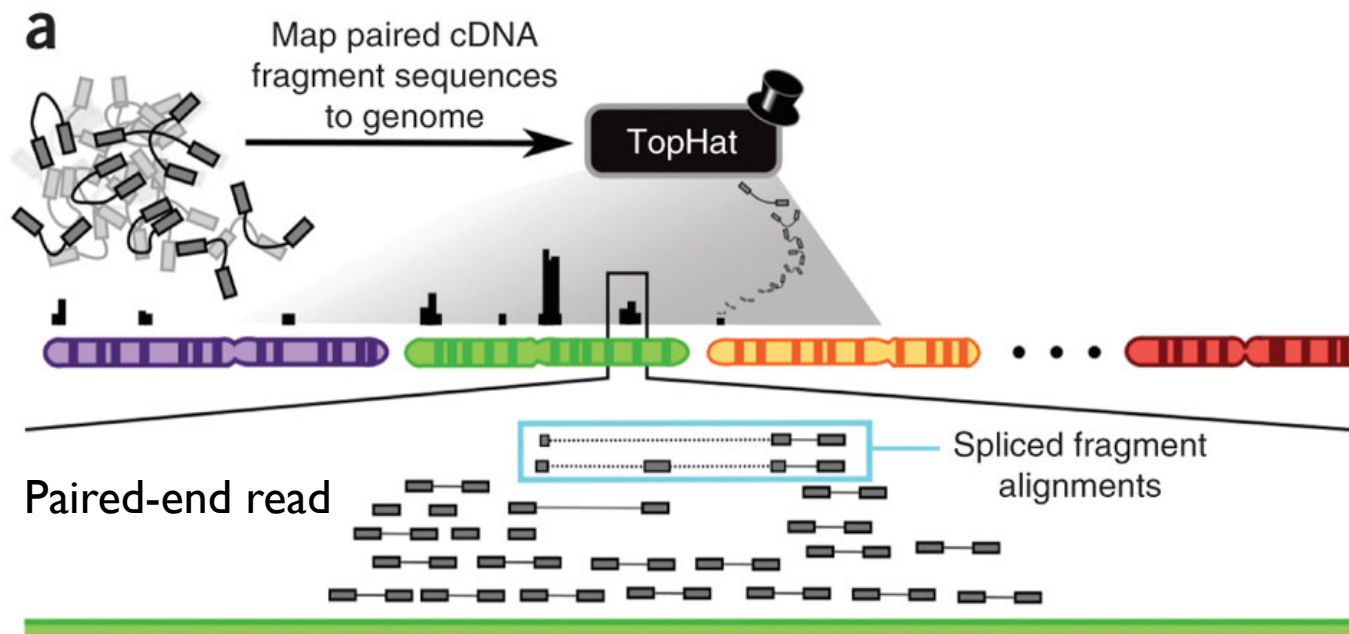 a
Map paired cDNA
fragment sequences
to genome
TopHat
Spliced fragment
alignments
Paired-end read